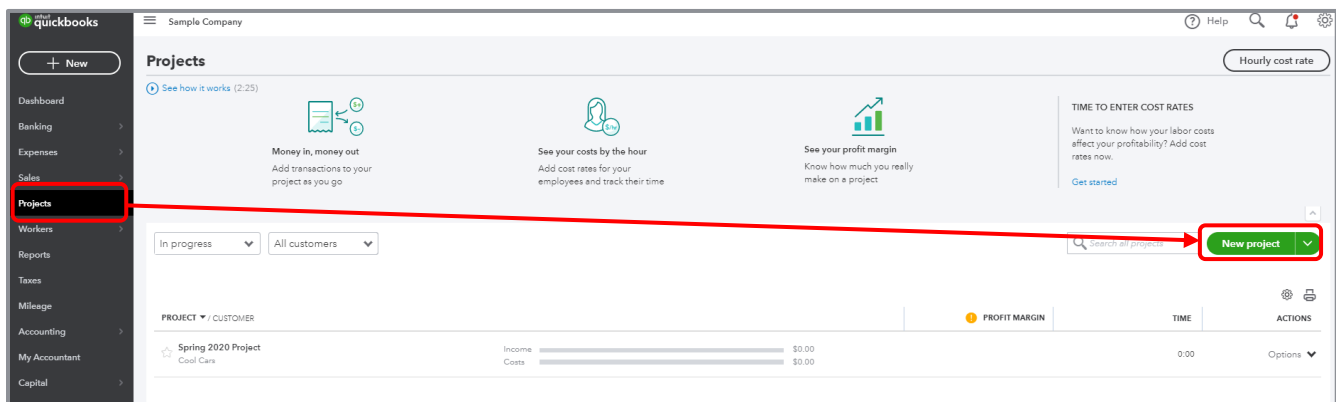 qb intuit quickbooks
Sample Company
? Help
+ New
Projects
Hourly cost rate
See how it works (2:25)
$+
$-
$/hr
Money in, money out
Add transactions to your
project as you go
See your costs by the hour
Add cost rates for your
employees and track their time
See your profit margin
Know how much you really
make on a project
TIME TO ENTER COST RATES
Want to know how your labor costs
affect your profitability? Add cost
rates now.
Get started
Dashboard
Banking
Expenses
Sales
Projects
Workers
Reports
Taxes
Mileage
Accounting
My Accountant
Capital
In progress
All customers
Search all projects
New project
PROJECT ▼ / CUSTOMER
! PROFIT MARGIN
TIME
ACTIONS
Spring 2020 Project
Cool Cars
Income $0.00
Costs $0.00
0:00
Options